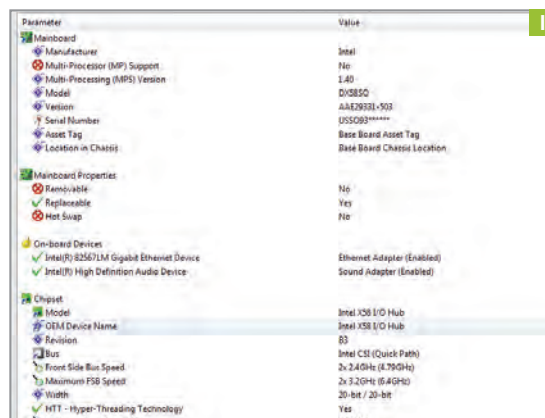 Parameter Value
Mainboard
Manufacturer Intel
Multi-Processor (MP) Support No
Multi-Processing (MPS) Version 1.40
Model DX58SO
Version AAE29331-503
Serial Number USSO93******
Asset Tag Base Board Asset Tag
Location in Chassis Base Board Chassis Location
Mainboard Properties
Removable No
Replaceable Yes
Hot Swap No
On-board Devices
Intel(R) 82567LM Gigabit Ethernet Device Ethernet Adapter (Enabled)
Intel(R) High Definition Audio Device Sound Adapter (Enabled)
Chipset
Model Intel X58 I/O Hub
OEM Device Name Intel X58 I/O Hub
Revision B3
Bus Intel CSI (Quick Path)
Front Side Bus Speed 2x 2.4GHz (4.79GHz)
Maximum FSB Speed 2x 3.2GHz (6.4GHz)
Width 20-bit / 20-bit
HTT - Hyper-Threading Technology Yes